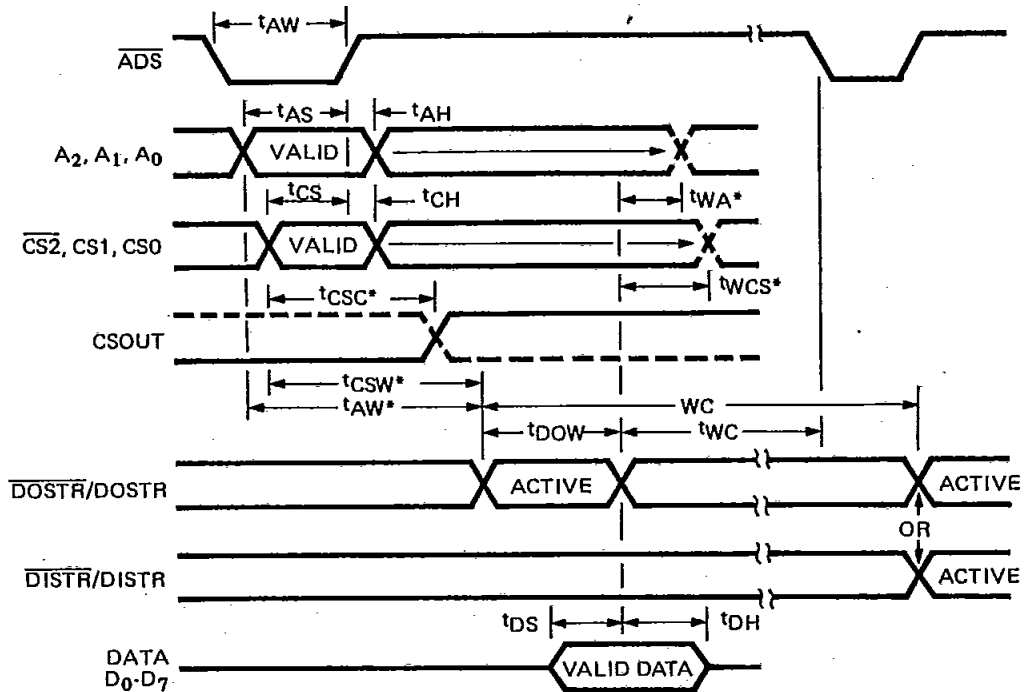 tAW
ADS
tAS tAH
A2, A1, A0 VALID
tCS tCH tWA*
CS2, CS1, CS0 VALID
tCSC* tWCS*
CSOUT
tCSW*
tAW* WC
tDOW tWC
DOSTR/DOSTR ACTIVE ACTIVE
OR
DISTR/DISTR ACTIVE
tDS tDH
DATA
D0-D7 VALID DATA